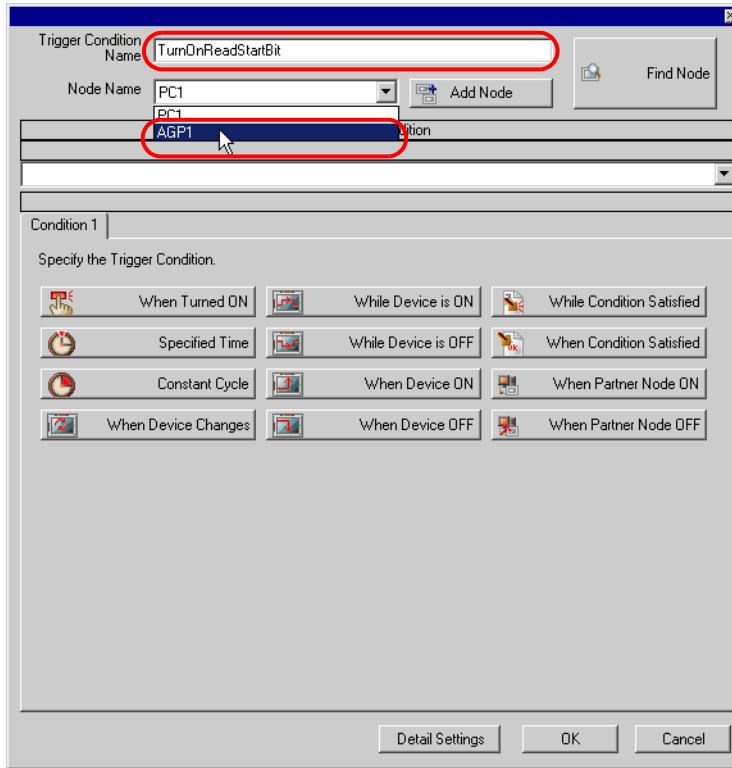 Trigger Condition
Name
TurnOnReadStartBit
Find Node
Node Name
PC1
Add Node
PC1
AGP1
dition
Condition 1
Specify the Trigger Condition.
When Turned ON
While Device is ON
While Condition Satisfied
Specified Time
While Device is OFF
When Condition Satisfied
Constant Cycle
When Device ON
When Partner Node ON
When Device Changes
When Device OFF
When Partner Node OFF
Detail Settings
OK
Cancel